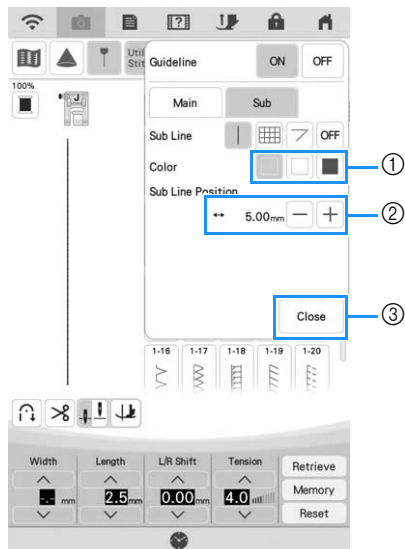 Util
Stit
Guideline ON OFF
100%
J
Main Sub
Sub Line OFF
Color ①
Sub Line Position
↔ 5.00mm − + ②
Close ③
1-16 1-17 1-18 1-19 1-20
Width Length L/R Shift Tension
-.- mm 2.5mm 0.00mm 4.0
Retrieve
Memory
Reset